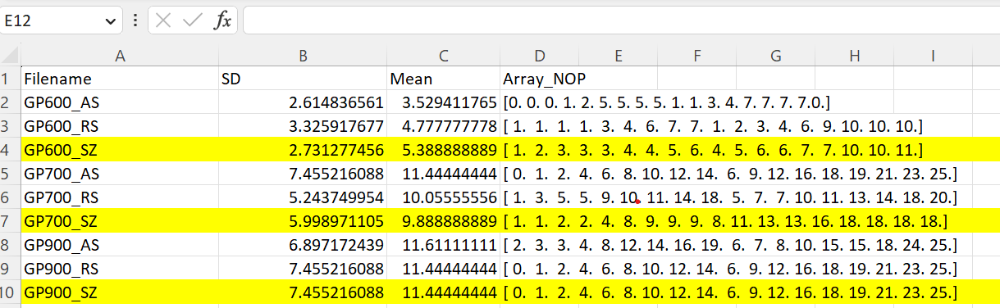 E12 fx
A B C D E F G H I
1 Filename SD Mean Array_NOP
2 GP600_AS 2.614836561 3.529411765 [0. 0. 0. 1. 2. 5. 5. 5. 5. 1. 1. 3. 4. 7. 7. 7. 7.0.]
3 GP600_RS 3.325917677 4.777777778 [ 1. 1. 1. 1. 3. 4. 6. 7. 7. 1. 2. 3. 4. 6. 9. 10. 10. 10.]
4 GP600_SZ 2.731277456 5.388888889 [ 1. 2. 3. 3. 3. 4. 4. 5. 6. 4. 5. 6. 6. 7. 7. 10. 10. 11.]
5 GP700_AS 7.455216088 11.44444444 [ 0. 1. 2. 4. 6. 8. 10. 12. 14. 6. 9. 12. 16. 18. 19. 21. 23. 25.]
6 GP700_RS 5.243749954 10.05555556 [ 1. 3. 5. 5. 9. 10. 11. 14. 18. 5. 7. 7. 10. 11. 13. 14. 18. 20.]
7 GP700_SZ 5.998971105 9.888888889 [ 1. 1. 2. 2. 4. 8. 9. 9. 9. 8. 11. 13. 13. 16. 18. 18. 18. 18.]
8 GP900_AS 6.897172439 11.61111111 [ 2. 3. 3. 4. 8. 12. 14. 16. 19. 6. 7. 8. 10. 15. 15. 18. 24. 25.]
9 GP900_RS 7.455216088 11.44444444 [ 0. 1. 2. 4. 6. 8. 10. 12. 14. 6. 9. 12. 16. 18. 19. 21. 23. 25.]
10 GP900_SZ 7.455216088 11.44444444 [ 0. 1. 2. 4. 6. 8. 10. 12. 14. 6. 9. 12. 16. 18. 19. 21. 23. 25.]